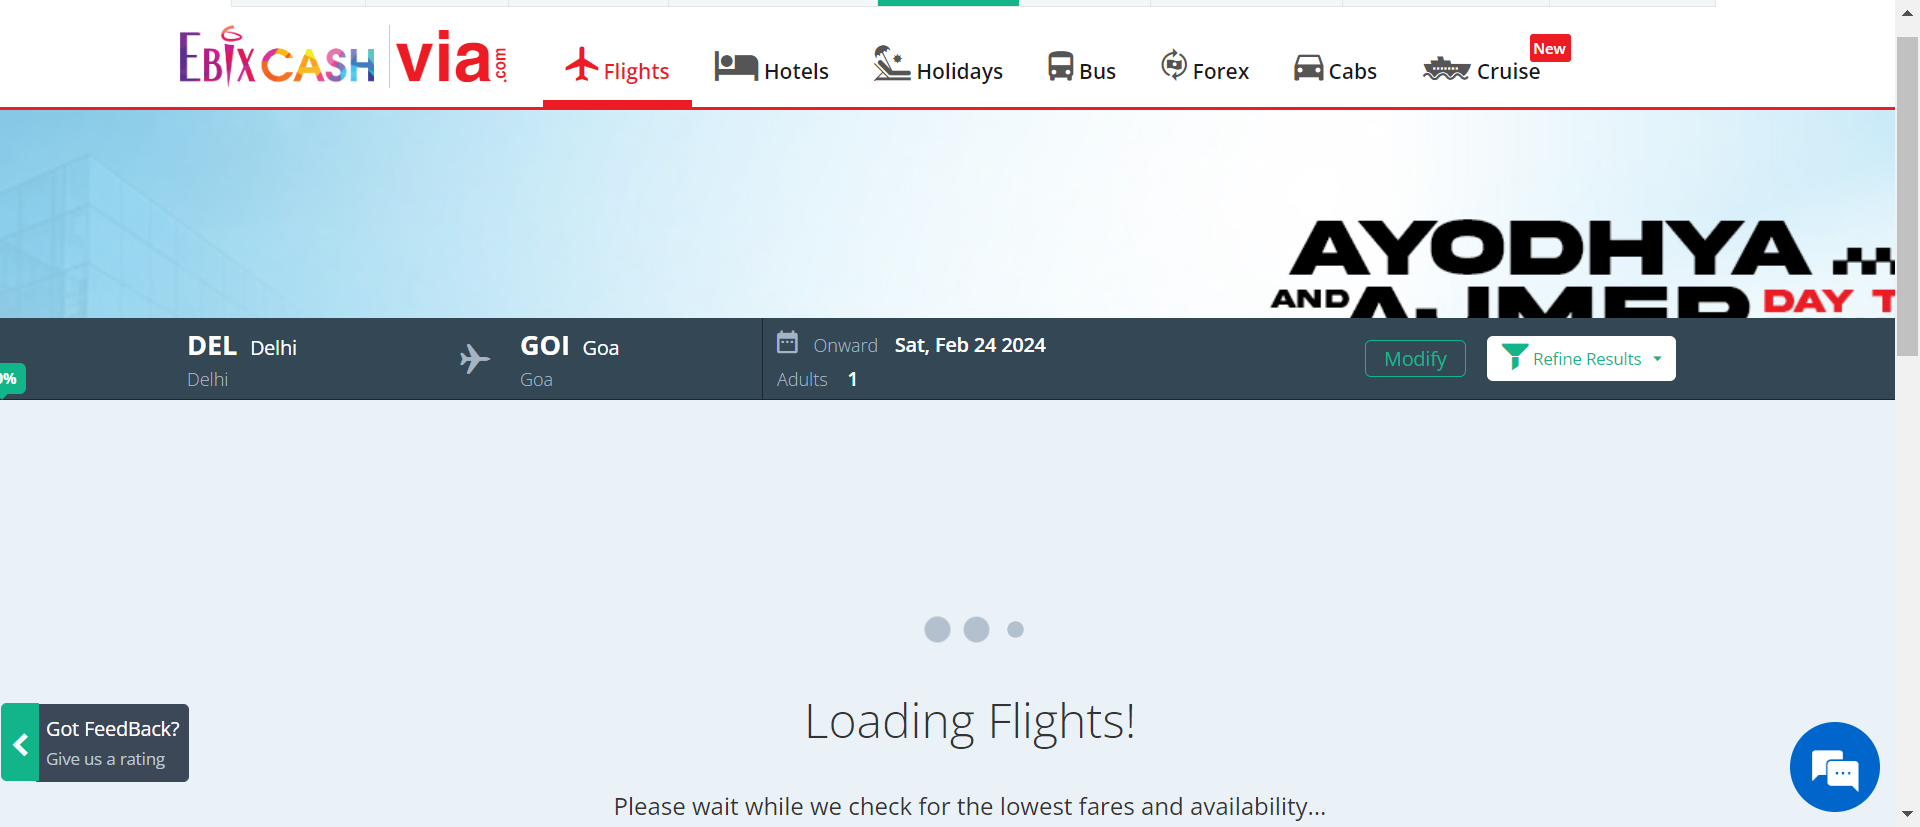 EBIXCASH via.com
Flights
Hotels
Holidays
Bus
Forex
Cabs
Cruise
New
AYODHYA
AND AJMER DAY T
DEL Delhi
Delhi
GOI Goa
Goa
Onward Sat, Feb 24 2024
Adults 1
Modify
Refine Results
Loading Flights!
Got FeedBack?
Give us a rating
Please wait while we check for the lowest fares and availability...